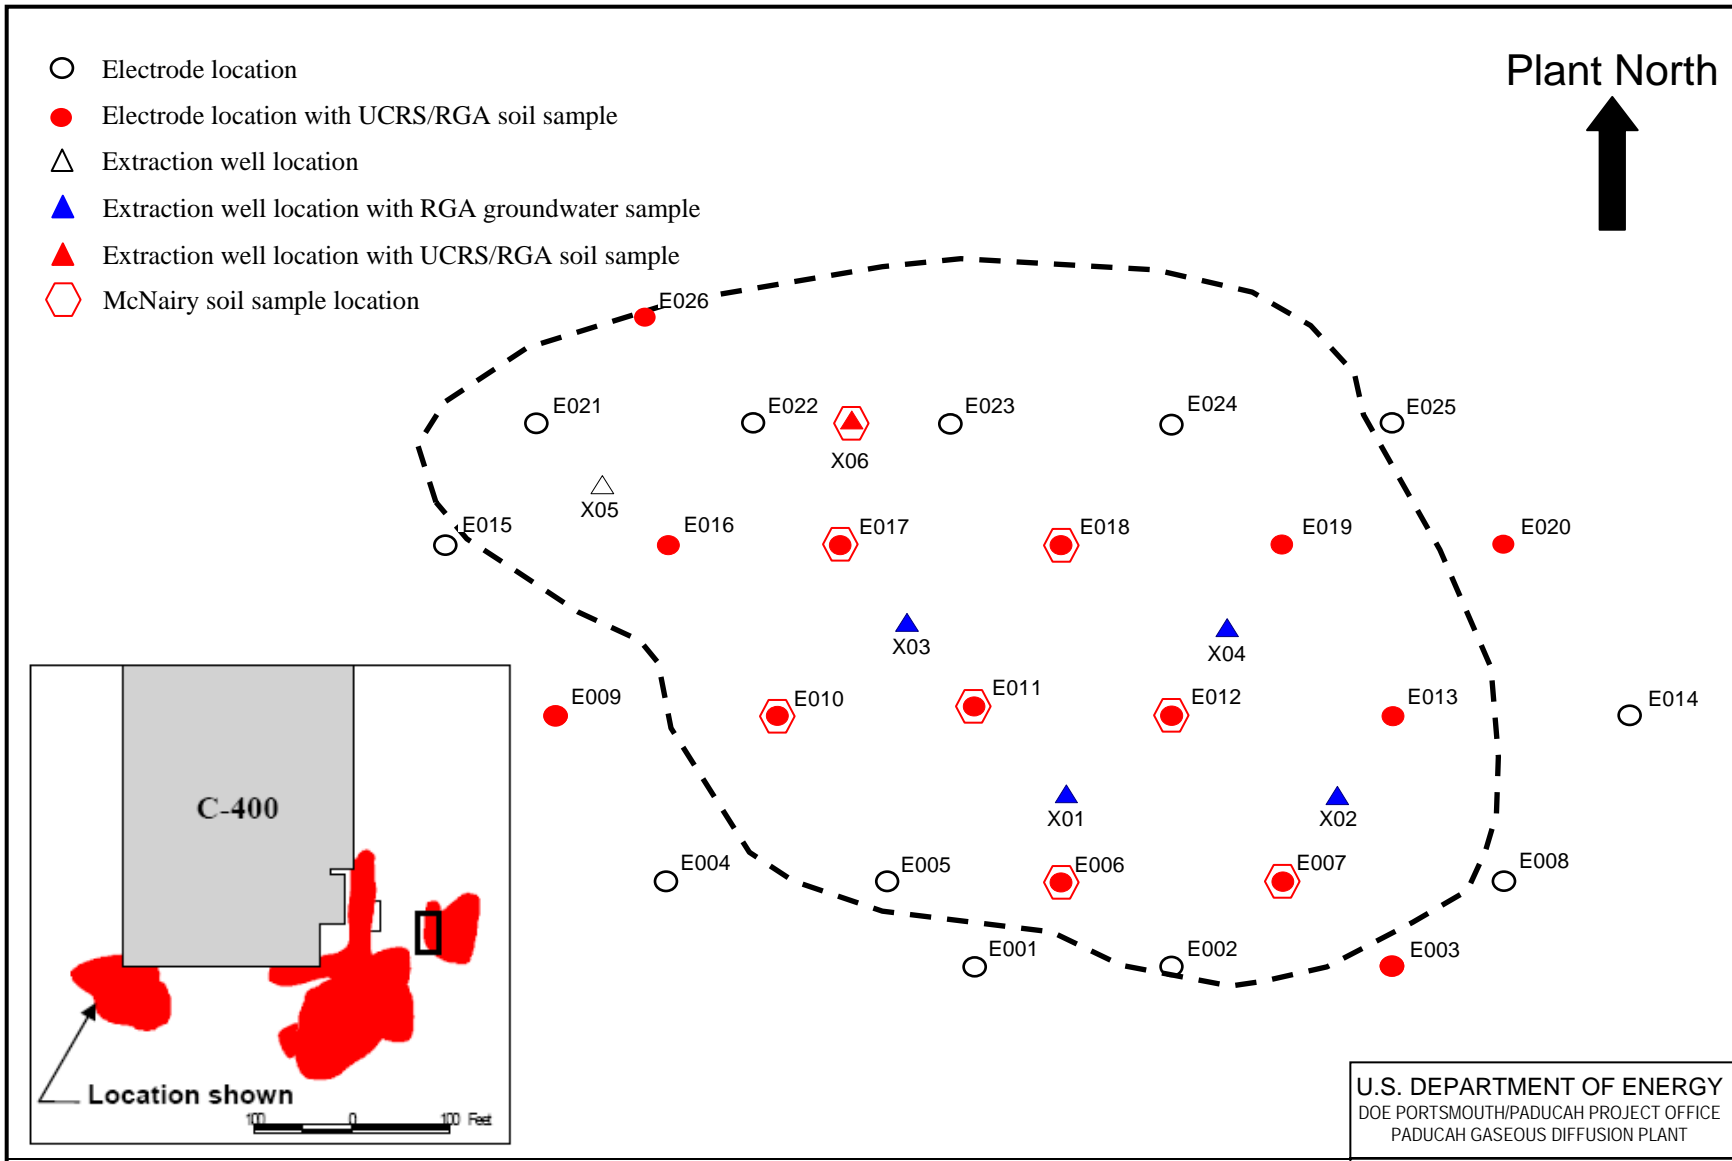 Plant North
Electrode location
Electrode location with UCRS/RGA soil sample
Extraction well location
Extraction well location with RGA groundwater sample
Extraction well location with UCRS/RGA soil sample
McNairy soil sample location
E026
E021
E022
E023
E024
E025
X06
X05
E015
E016
E017
E018
E019
E020
X03
X04
E009
E010
E011
E012
E013
E014
X01
X02
E004
E005
E006
E007
E008
E001
E002
E003
C-400
Location shown
100 0 100 Feet
U.S. DEPARTMENT OF ENERGY
DOE PORTSMOUTH/PADUCAH PROJECT OFFICE
PADUCAH GASEOUS DIFFUSION PLANT